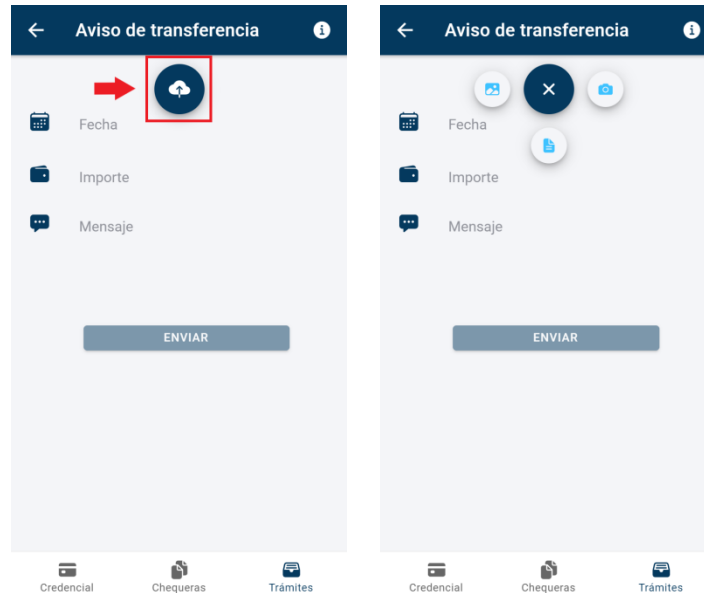 Aviso de transferencia
Fecha
Importe
Mensaje
ENVIAR
Credencial
Chequeras
Trámites
Aviso de transferencia
Fecha
Importe
Mensaje
ENVIAR
Credencial
Chequeras
Trámites